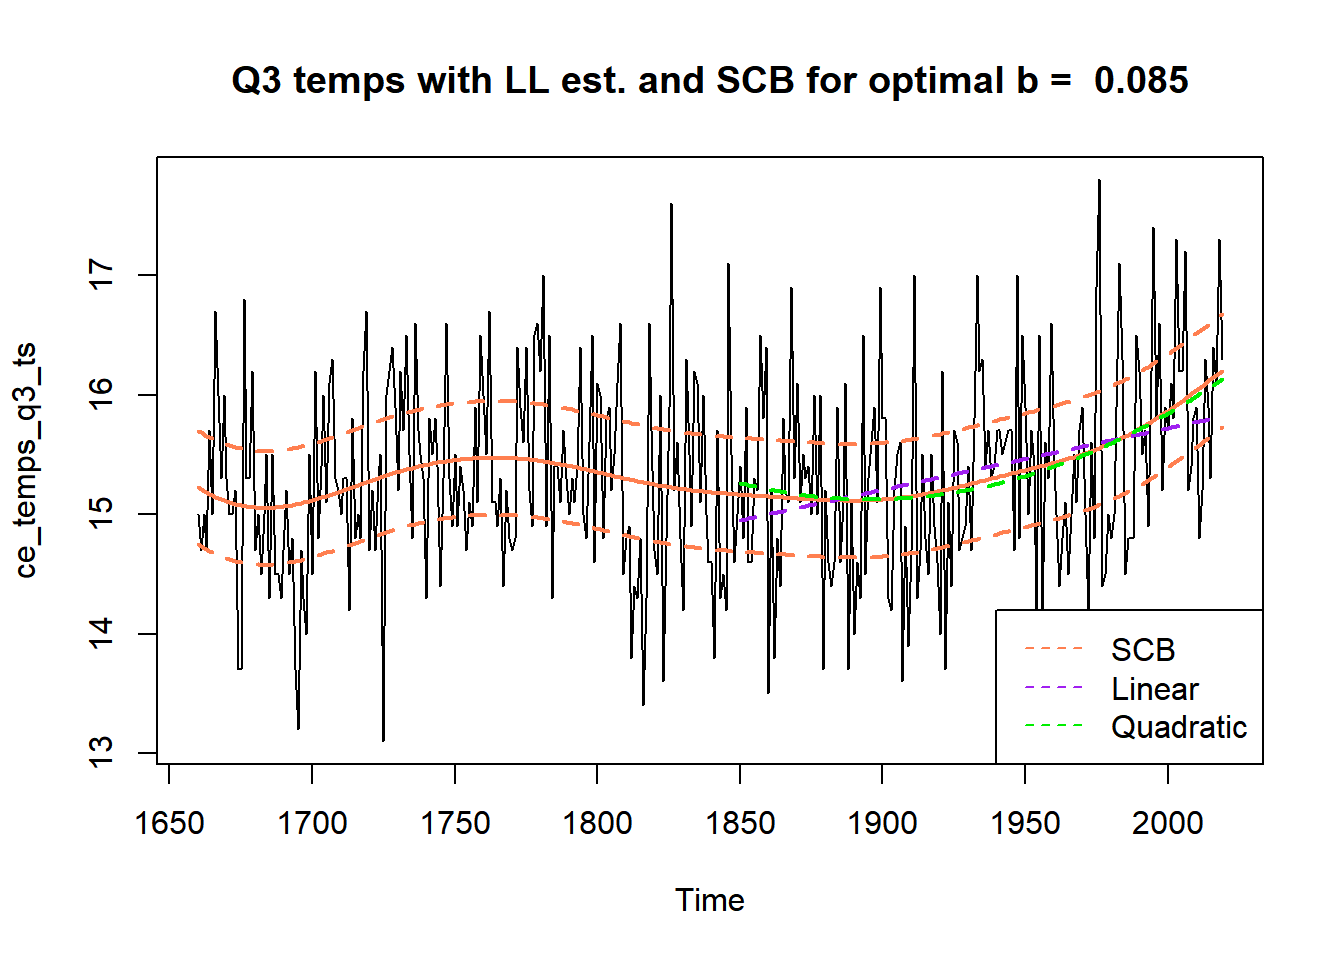 Q3 temps with LL est. and SCB for optimal b =  0.085
ce_temps_q3_ts
17
16
15
14
13
SCB
Linear
Quadratic
1650 1700 1750 1800 1850 1900 1950 2000
Time